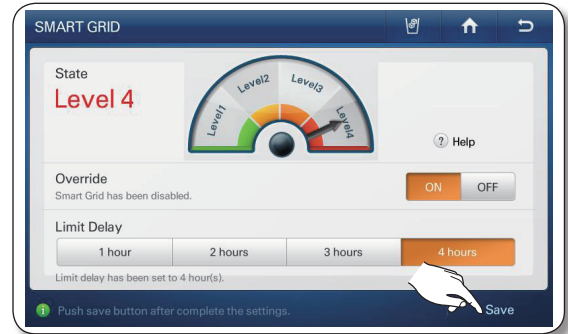 SMART GRID
State
Level 4
Level1
Level2
Level3
Level4
? Help
Override
Smart Grid has been disabled.
ON OFF
Limit Delay
1 hour 2 hours 3 hours 4 hours
Limit delay has been set to 4 hour(s).
Push save button after complete the settings.
Save